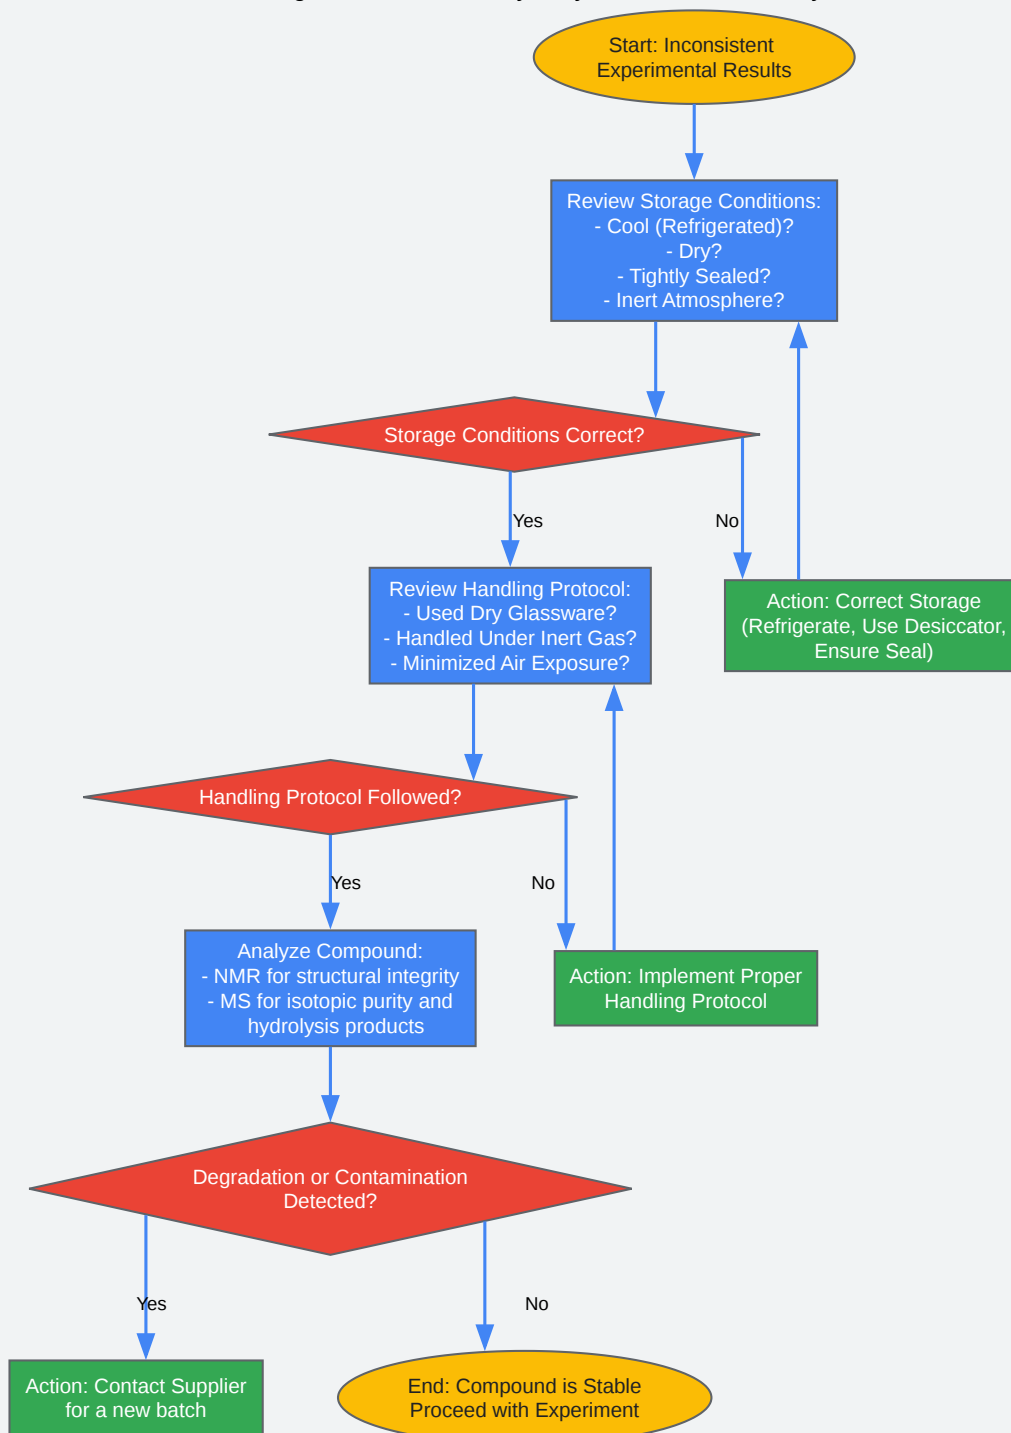 Start: Inconsistent
Experimental Results
Review Storage Conditions:
- Cool (Refrigerated)?
- Dry?
- Tightly Sealed?
- Inert Atmosphere?
Storage Conditions Correct?
Yes
No
Review Handling Protocol:
- Used Dry Glassware?
- Handled Under Inert Gas?
- Minimized Air Exposure?
Action: Correct Storage
(Refrigerate, Use Desiccator,
Ensure Seal)
Handling Protocol Followed?
Yes
No
Analyze Compound:
- NMR for structural integrity
- MS for isotopic purity and
hydrolysis products
Action: Implement Proper
Handling Protocol
Degradation or Contamination
Detected?
Yes
No
Action: Contact Supplier
for a new batch
End: Compound is Stable
Proceed with Experiment